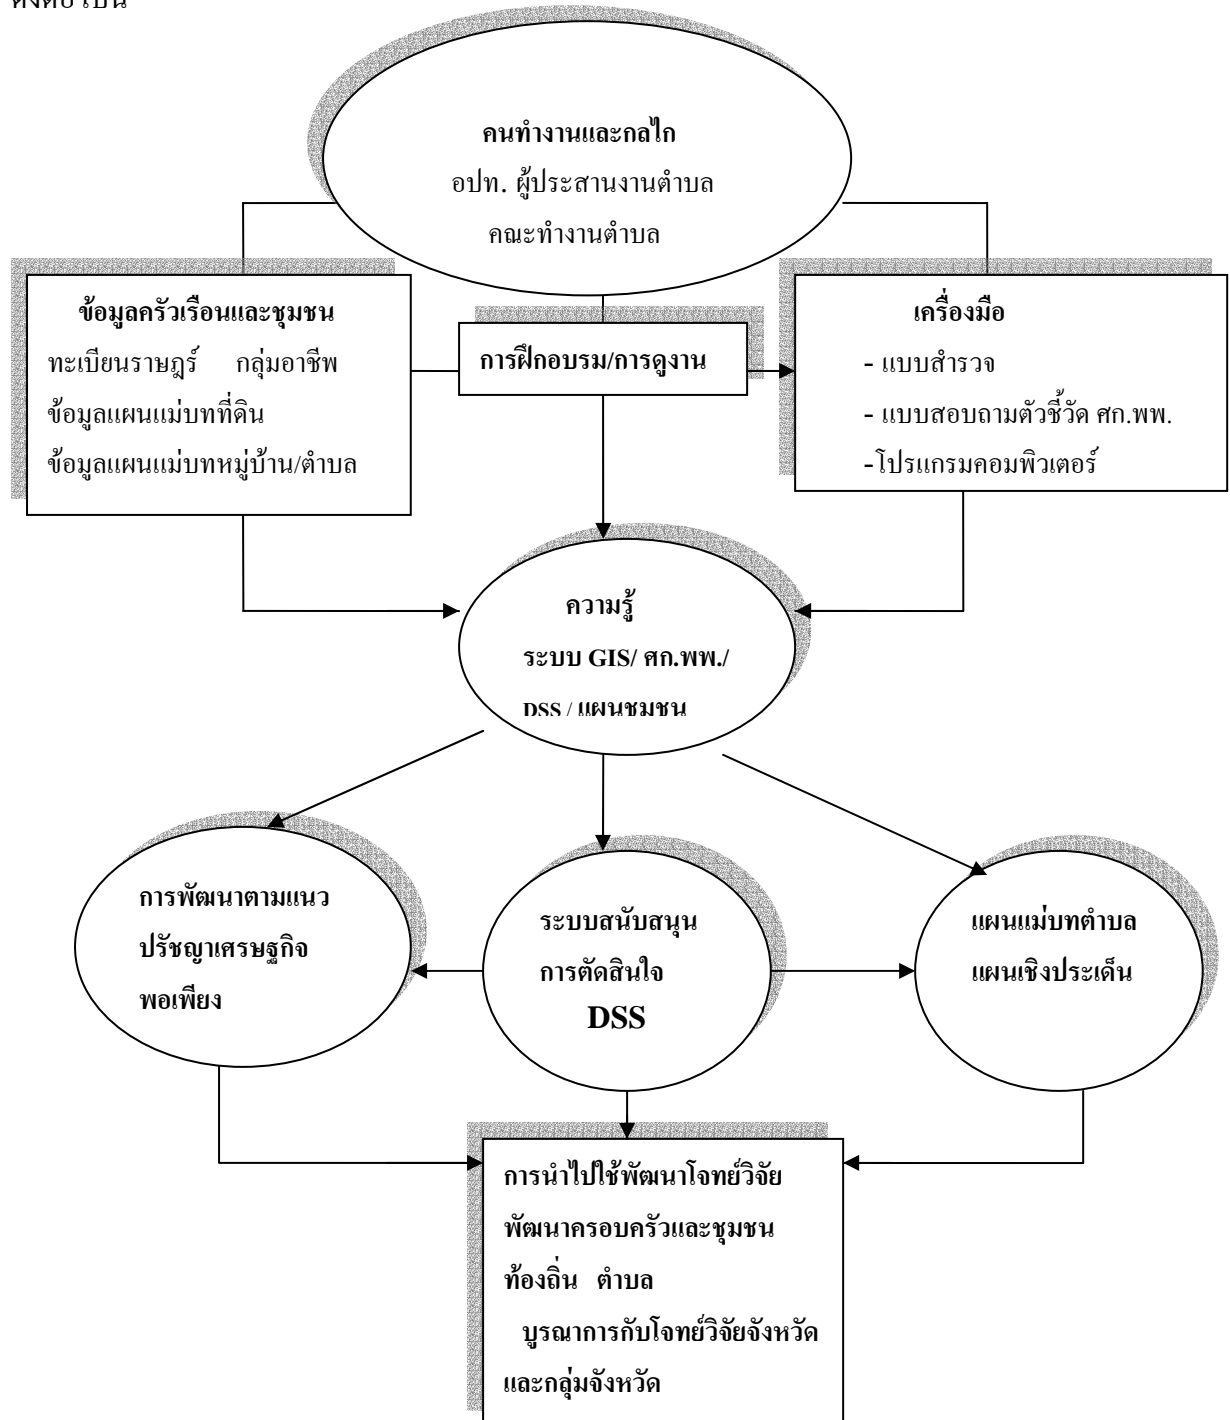 คนทำงานและกลไก
อปท. ผู้ประสานงานตำบล
คณะทำงานตำบล
ข้อมูลครัวเรือนและชุมชน
ทะเบียนราษฎร์ กลุ่มอาชีพ
ข้อมูลแผนแม่บทที่ดิน
ข้อมูลแผนแม่บทหมู่บ้าน/ตำบล
การฝึกอบรม/การดูงาน
เครื่องมือ
- แบบสำรวจ
- แบบสอบถามตัวชี้วัด ศก.พพ.
-โปรแกรมคอมพิวเตอร์
ความรู้
ระบบ GIS/ ศก.พพ./
DSS / แผนชุมชน
การพัฒนาตามแนว
ปรัชญาเศรษฐกิจ
พอเพียง
ระบบสนับสนุน
การตัดสินใจ
DSS
แผนแม่บทตำบล
แผนเชิงประเด็น
การนำไปใช้พัฒนาโจทย์วิจัย
พัฒนาครอบครัวและชุมชน
ท้องถิ่น ตำบล
บูรณาการกับโจทย์วิจัยจังหวัด
และกลุ่มจังหวัด